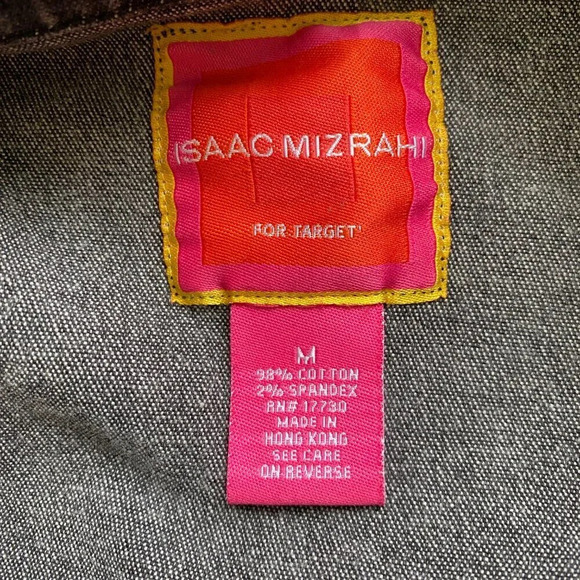 ISAAC MIZRAHI
FOR TARGET
M
98% COTTON
2% SPANDEX
RN# 17730
MADE IN
HONG KONG
SEE CARE
ON REVERSE